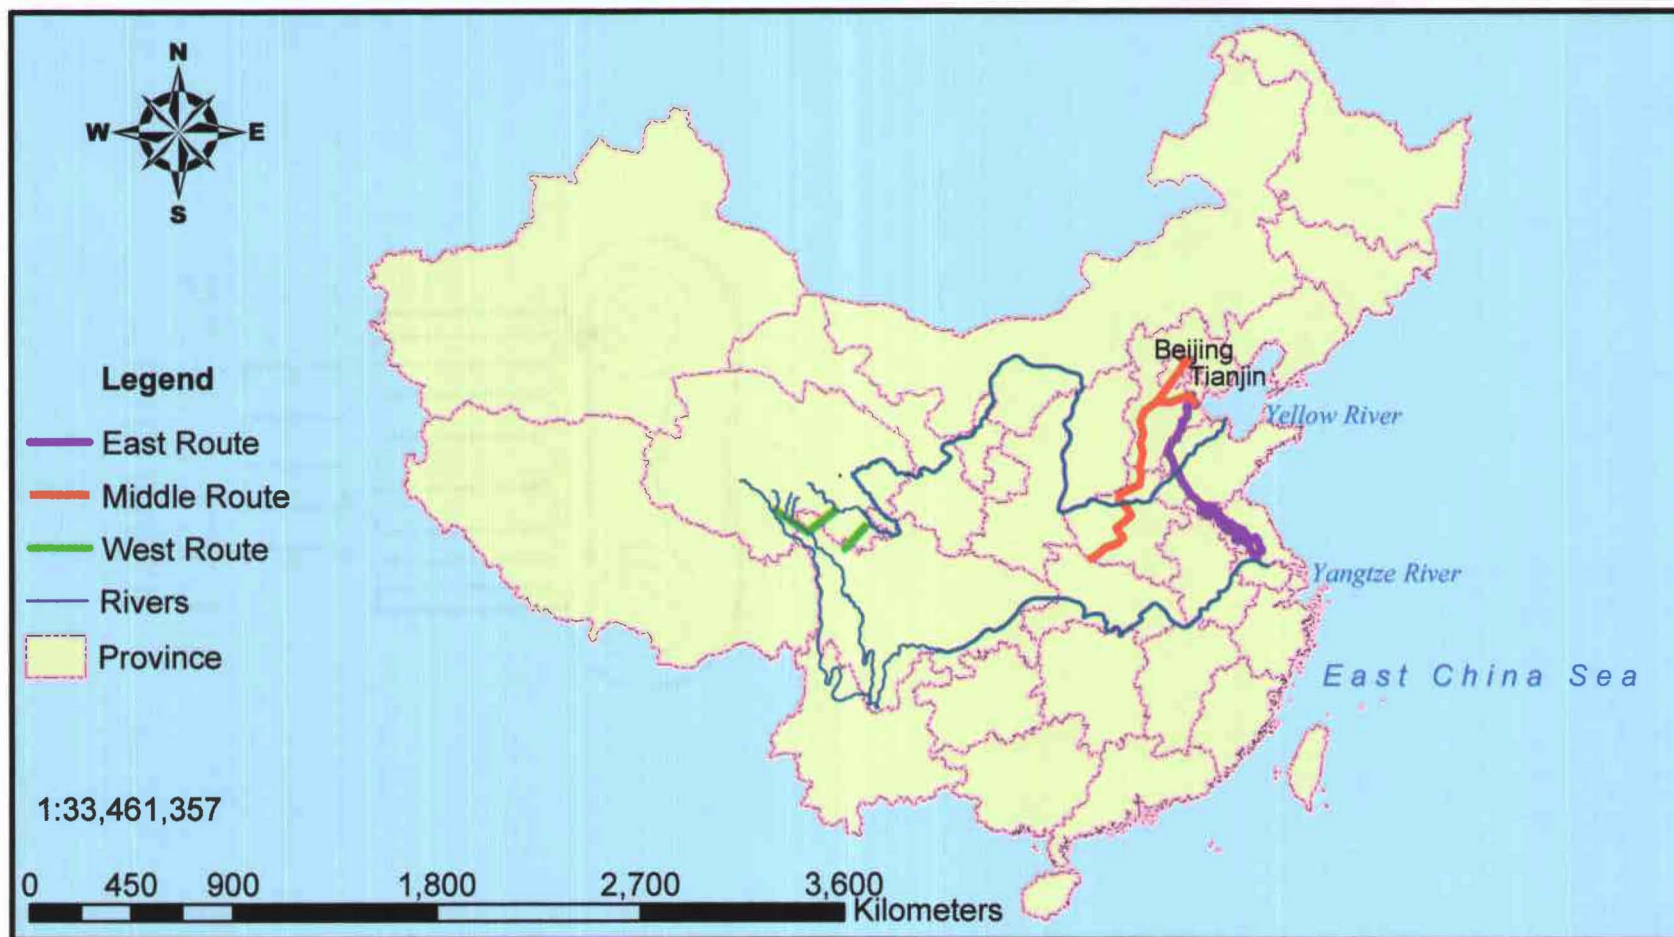 N
W E
S
Beijing
Tianjin
Yellow River
Legend
East Route
Middle Route
West Route
Rivers
Province
Yangtze River
East China Sea
1:33,461,357
0 450 900 1,800 2,700 3,600
Kilometers